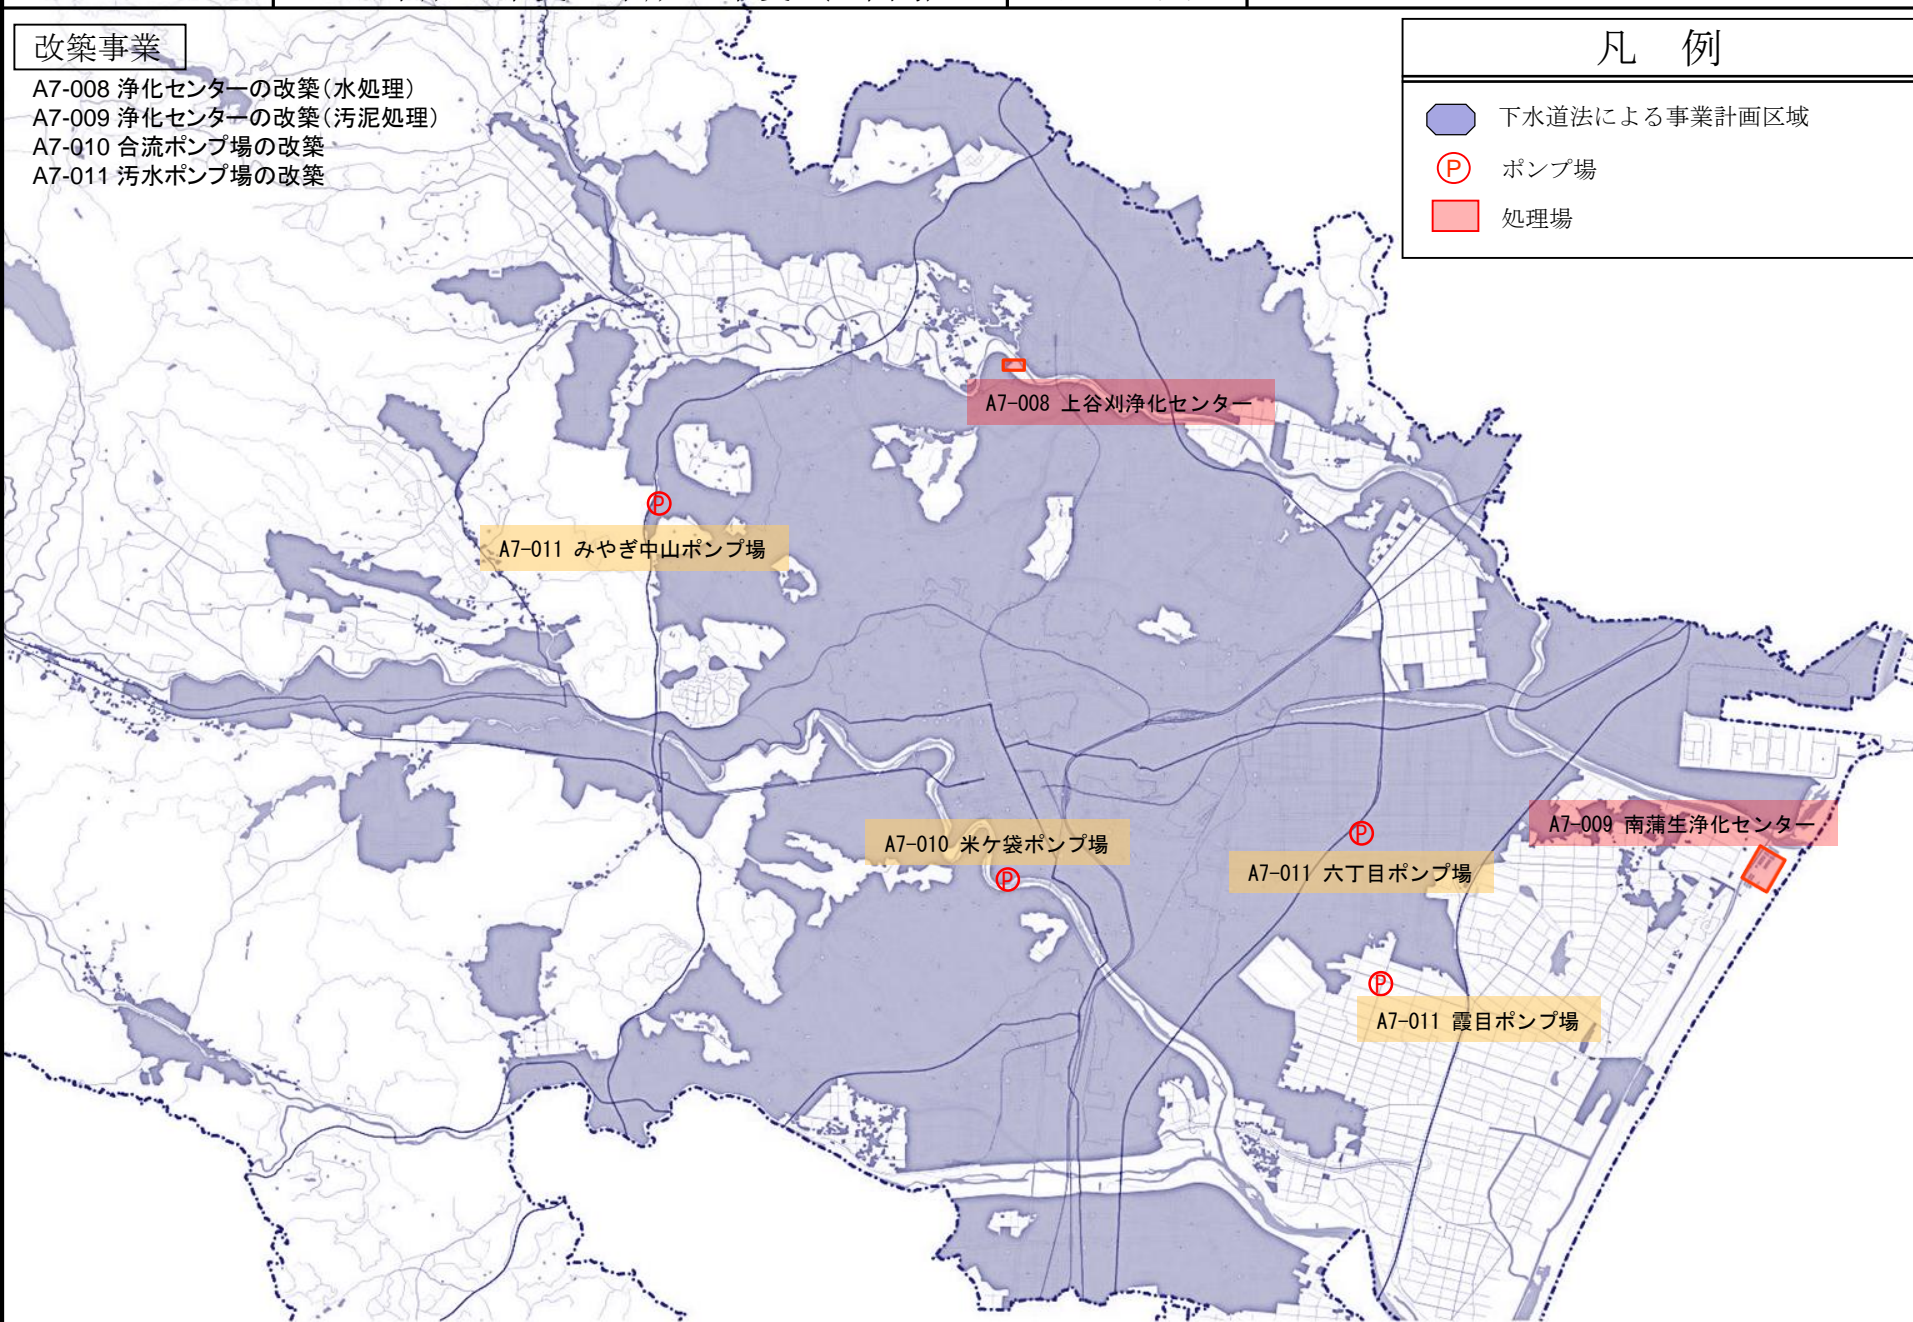 改築事業
A7-008 浄化センターの改築（水処理）
A7-009 浄化センターの改築（汚泥処理）
A7-010 合流ポンプ場の改築
A7-011 汚水ポンプ場の改築
凡 例
下水道法による事業計画区域
P ポンプ場
処理場
A7-008 上谷刈浄化センター
P
A7-011 みやぎ中山ポンプ場
A7-010 米ケ袋ポンプ場
P
P
A7-011 六丁目ポンプ場
A7-009 南蒲生浄化センター
P
A7-011 霞目ポンプ場